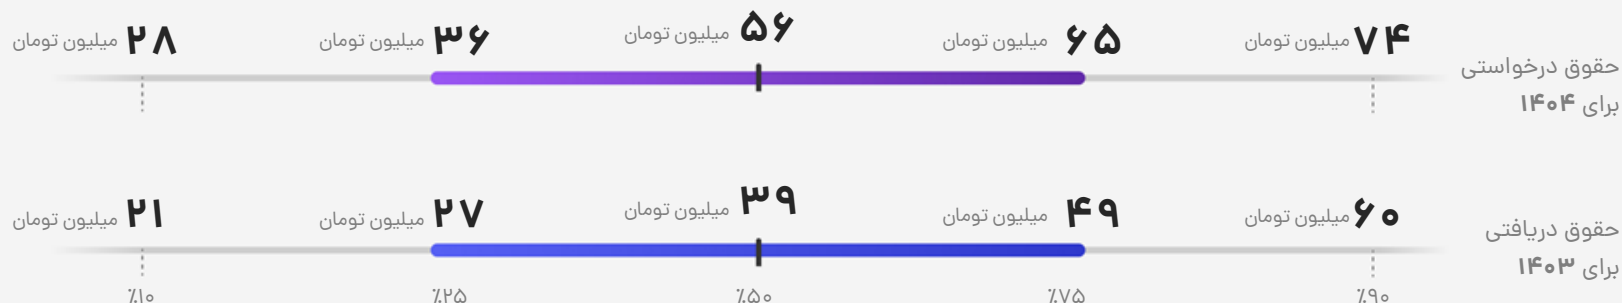 حقوق درخواستی
برای ۱۴۰۴
۷۴ میلیون تومان
۶۵ میلیون تومان
۵۶ میلیون تومان
۳۶ میلیون تومان
۲۸ میلیون تومان
حقوق دریافتی
برای ۱۴۰۳
۶۰ میلیون تومان
۴۹ میلیون تومان
۳۹ میلیون تومان
۲۷ میلیون تومان
۲۱ میلیون تومان
٪۹۰
٪۷۵
٪۵۰
٪۲۵
٪۱۰